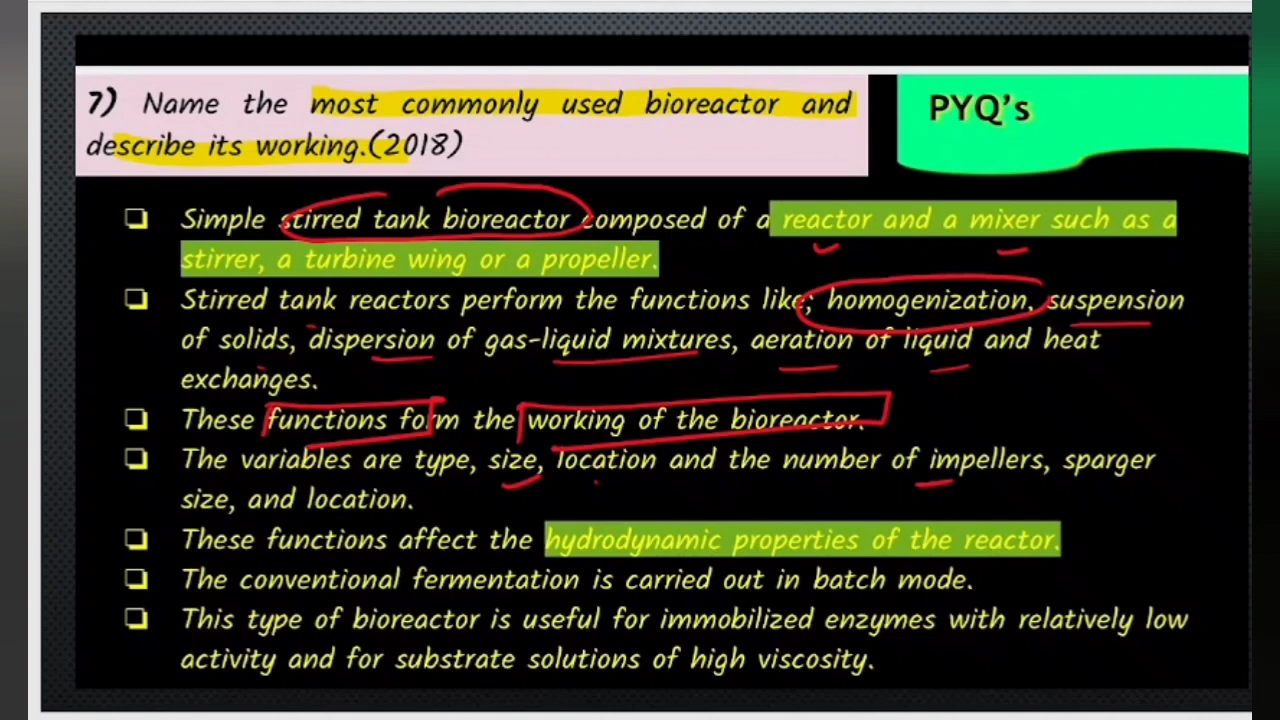 7) Name the most commonly used bioreactor and
describe its working.(2018)
PYQ's
❏ Simple stirred tank bioreactor composed of a reactor and a mixer such as a
stirrer, a turbine wing or a propeller.
❏ Stirred tank reactors perform the functions like; homogenization, suspension
of solids, dispersion of gas-liquid mixtures, aeration of liquid and heat
exchanges.
❏ These functions form the working of the bioreactor.
❏ The variables are type, size, location and the number of impellers, sparger
size, and location.
❏ These functions affect the hydrodynamic properties of the reactor.
❏ The conventional fermentation is carried out in batch mode.
❏ This type of bioreactor is useful for immobilized enzymes with relatively low
activity and for substrate solutions of high viscosity.